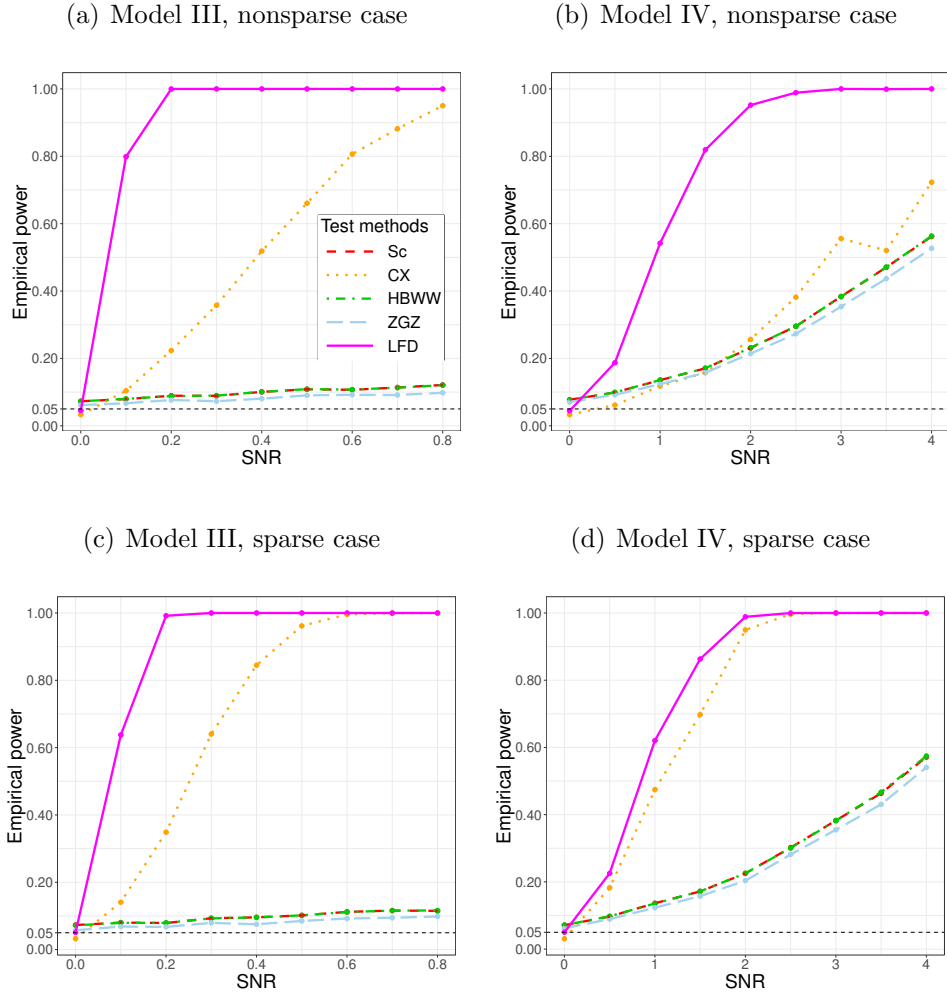 (a) Model III, nonsparse case
(b) Model IV, nonsparse case
Empirical power
1.00
0.80
0.60
0.40
0.20
0.05
0.00
0.0 0.2 0.4 0.6 0.8
SNR
Test methods
Sc
CX
HBWW
ZGZ
LFD
Empirical power
1.00
0.80
0.60
0.40
0.20
0.05
0.00
0 1 2 3 4
SNR
(c) Model III, sparse case
(d) Model IV, sparse case
Empirical power
1.00
0.80
0.60
0.40
0.20
0.05
0.00
0.0 0.2 0.4 0.6 0.8
SNR
Empirical power
1.00
0.80
0.60
0.40
0.20
0.05
0.00
0 1 2 3 4
SNR